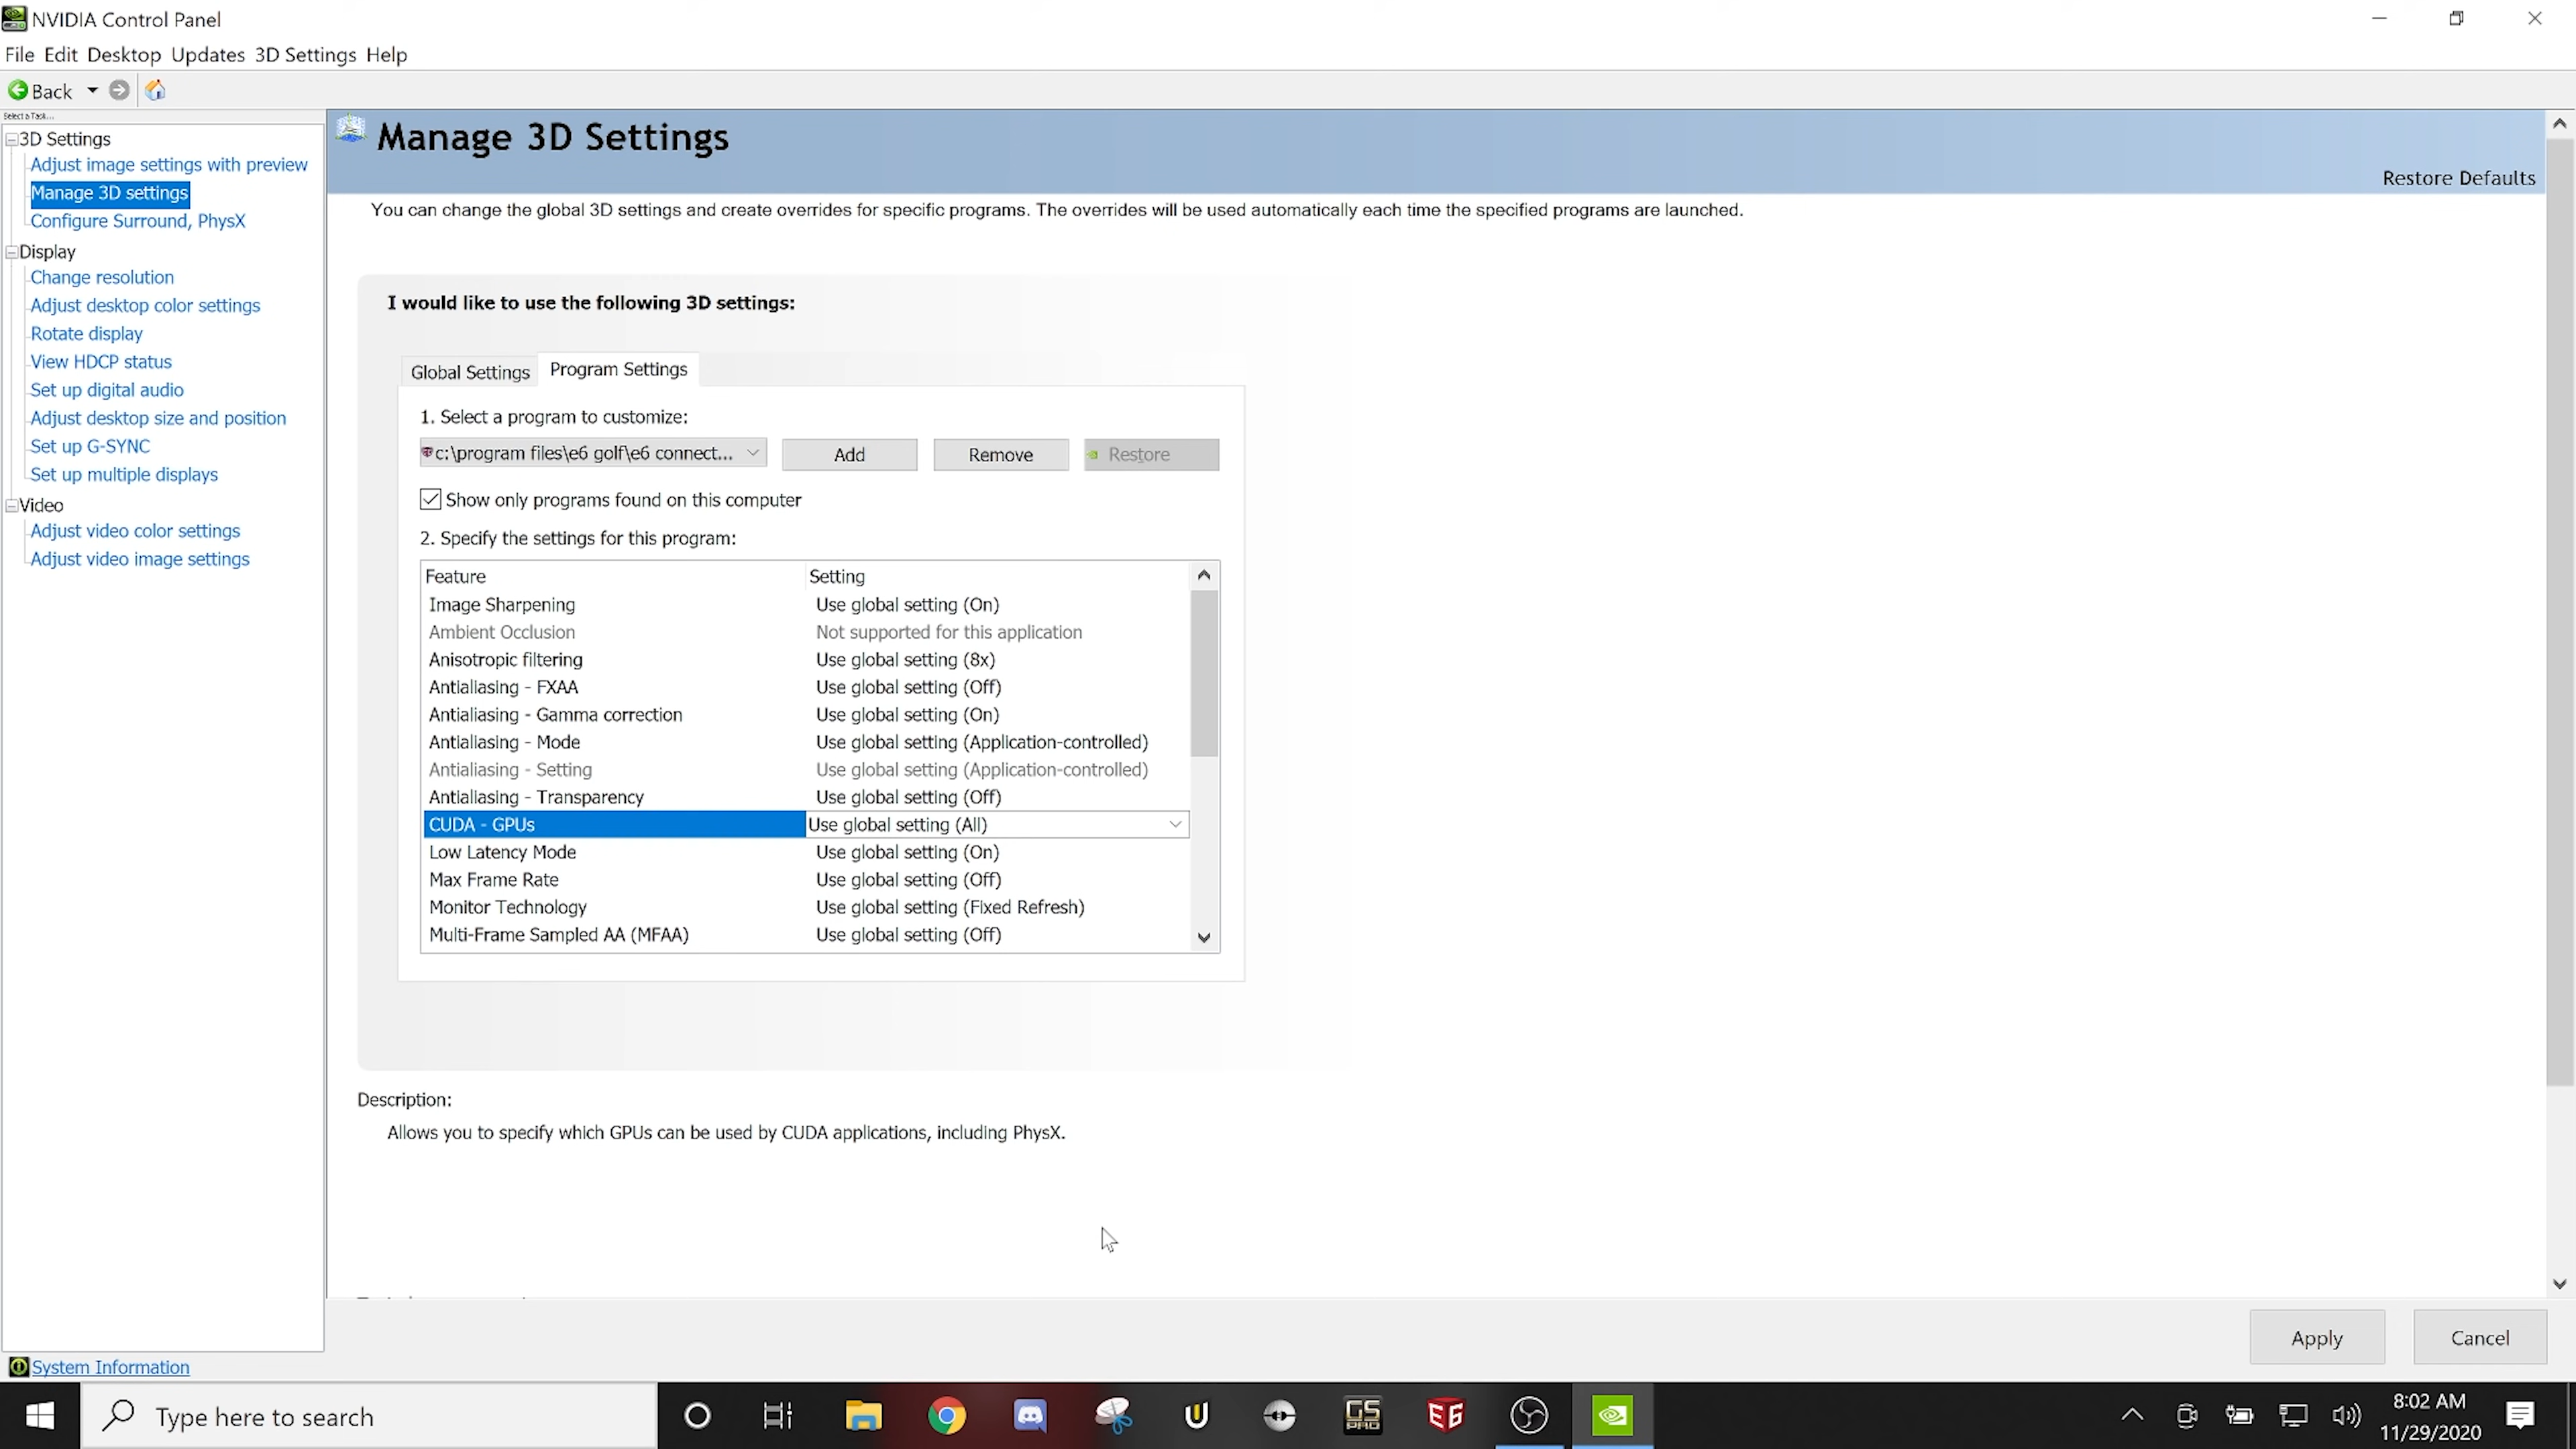 NVIDIA Control Panel
File Edit Desktop Updates 3D Settings Help
Back
Select a Task...
3D Settings
Adjust image settings with preview
Manage 3D settings
Configure Surround, PhysX
Display
Change resolution
Adjust desktop color settings
Rotate display
View HDCP status
Set up digital audio
Adjust desktop size and position
Set up G-SYNC
Set up multiple displays
Video
Adjust video color settings
Adjust video image settings
System Information
Manage 3D Settings
Restore Defaults
You can change the global 3D settings and create overrides for specific programs. The overrides will be used automatically each time the specified programs are launched.
I would like to use the following 3D settings:
Global Settings Program Settings
1. Select a program to customize:
c:\program files\e6 golf\e6 connect... Add Remove Restore
Show only programs found on this computer
2. Specify the settings for this program:
Feature Setting
Image Sharpening Use global setting (On)
Ambient Occlusion Not supported for this application
Anisotropic filtering Use global setting (8x)
Antialiasing - FXAA Use global setting (Off)
Antialiasing - Gamma correction Use global setting (On)
Antialiasing - Mode Use global setting (Application-controlled)
Antialiasing - Setting Use global setting (Application-controlled)
Antialiasing - Transparency Use global setting (Off)
CUDA - GPUs Use global setting (All)
Low Latency Mode Use global setting (On)
Max Frame Rate Use global setting (Off)
Monitor Technology Use global setting (Fixed Refresh)
Multi-Frame Sampled AA (MFAA) Use global setting (Off)
Description:
Allows you to specify which GPUs can be used by CUDA applications, including PhysX.
Apply Cancel
Type here to search
GS PRO
E6
8:02 AM
11/29/2020